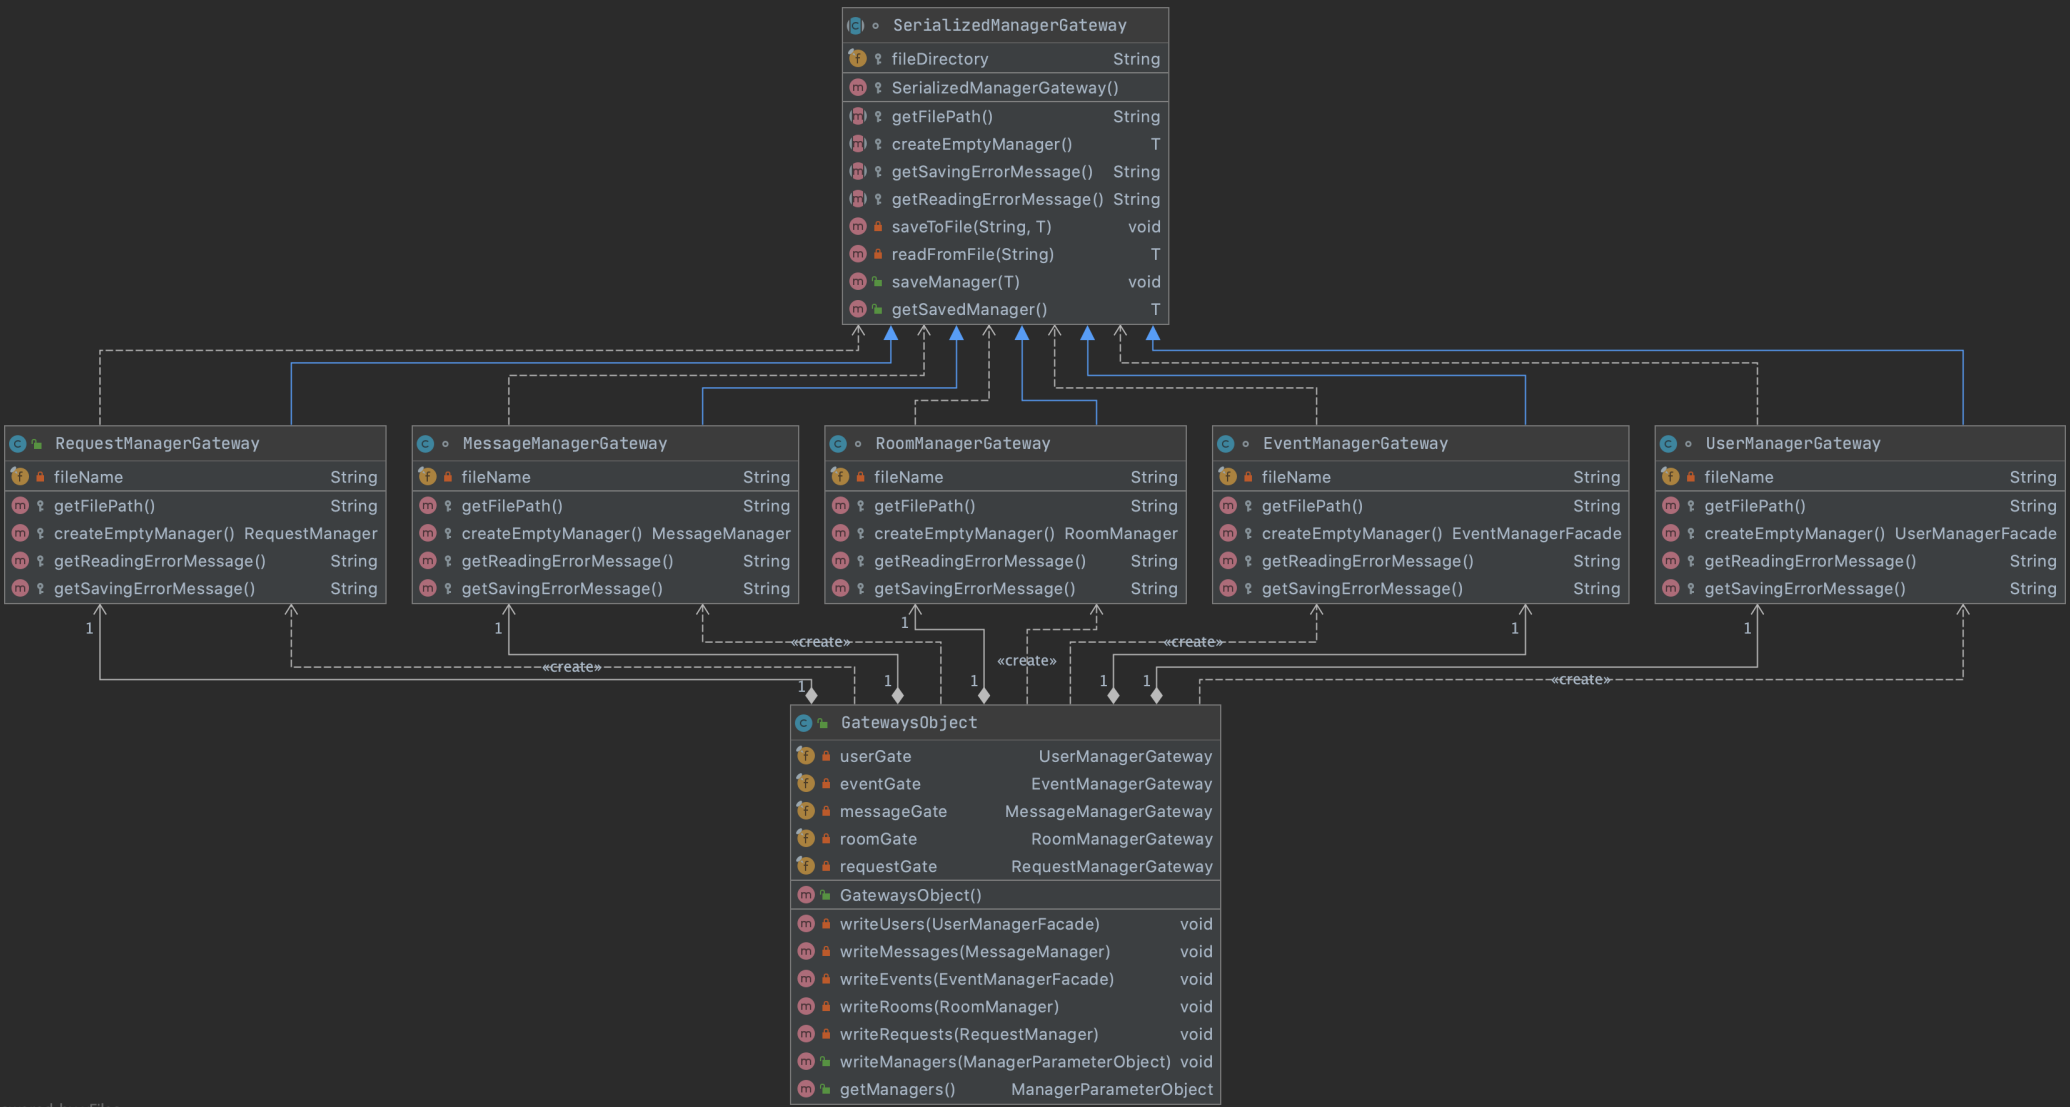 SerializedManagerGateway
fileDirectory String
SerializedManagerGateway()
getFilePath() String
createEmptyManager() T
getSavingErrorMessage() String
getReadingErrorMessage() String
saveToFile(String, T) void
readFromFile(String) T
saveManager(T) void
getSavedManager() T
RequestManagerGateway
fileName String
getFilePath() String
createEmptyManager() RequestManager
getReadingErrorMessage() String
getSavingErrorMessage() String
MessageManagerGateway
fileName String
getFilePath() String
createEmptyManager() MessageManager
getReadingErrorMessage() String
getSavingErrorMessage() String
RoomManagerGateway
fileName String
getFilePath() String
createEmptyManager() RoomManager
getReadingErrorMessage() String
getSavingErrorMessage() String
EventManagerGateway
fileName String
getFilePath() String
createEmptyManager() EventManagerFacade
getReadingErrorMessage() String
getSavingErrorMessage() String
UserManagerGateway
fileName String
getFilePath() String
createEmptyManager() UserManagerFacade
getReadingErrorMessage() String
getSavingErrorMessage() String
1 1 1 1 1
«create» «create»
«create»
«create»
«create»
1 1 1 1 1
GatewaysObject
userGate UserManagerGateway
eventGate EventManagerGateway
messageGate MessageManagerGateway
roomGate RoomManagerGateway
requestGate RequestManagerGateway
GatewaysObject()
writeUsers(UserManagerFacade) void
writeMessages(MessageManager) void
writeEvents(EventManagerFacade) void
writeRooms(RoomManager) void
writeRequests(RequestManager) void
writeManagers(ManagerParameterObject) void
getManagers() ManagerParameterObject